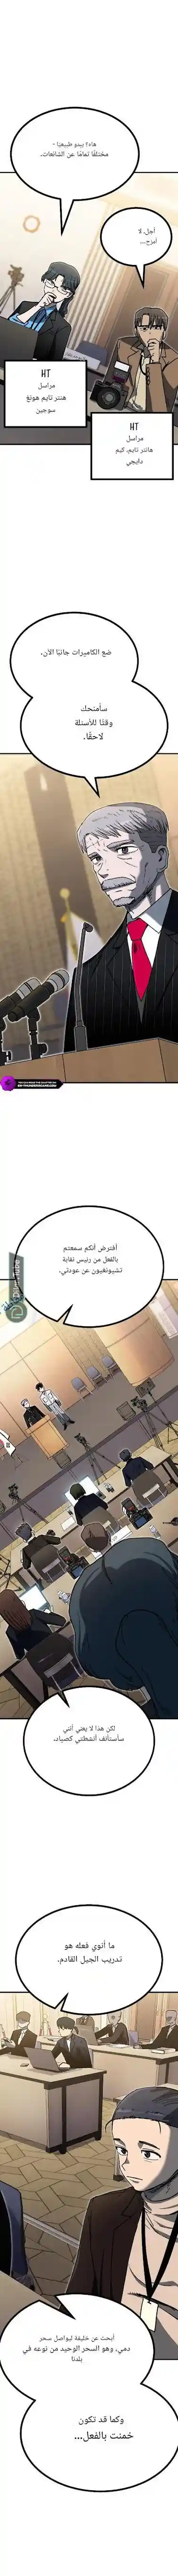 هاه؟ يبدو طبيعيًا -
مختلفًا تمامًا عن الشائعات.
أجل، لا
أمزح...
HT
مراسل
هنتر تايم هونغ
سوجين
HT
مراسل
هانتر تايم، كيم
دايجي
ضع الكاميرات جانبًا الآن.
سأمنحك
وقتًا للأسئلة
لاحقًا.
أفترض أنكم سمعتم
بالفعل من رئيس نقابة
تشيونغيون عن عودتي.
لكن هذا لا يعني أنني
سأستأنف أنشطتي كصياد.
ما أنوي فعله هو
تدريب الجيل القادم.
أبحث عن خليفة ليواصل سحر
دمي، وهو السحر الوحيد من نوعه في
بلدنا
وكما قد تكون
خمنت بالفعل...